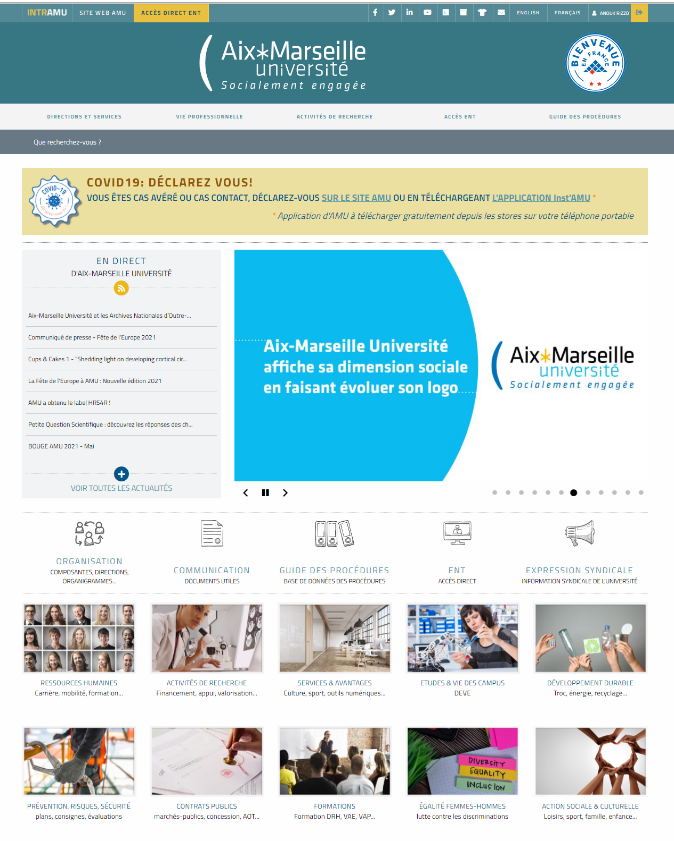 INTRAMU SITE WEB AMU ACCÈS DIRECT ENT ENGLISH FRANÇAIS
Aix*Marseille
université
Socialement engagée
BIENVENUE
EN FRANCE
DIRECTIONS ET SERVICES VIE PROFESSIONNELLE ACTIVITÉS DE RECHERCHE ACCÈS ENT GUIDE DES PROCÉDURES
Que recherchez-vous ?
COVID-19
COVID19: DÉCLAREZ VOUS!
VOUS ÊTES CAS AVÉRÉ OU CAS CONTACT, DÉCLAREZ-VOUS SUR LE SITE AMU OU EN TÉLÉCHARGEANT L'APPLICATION Inst'AMU *
* Application d'AMU à télécharger gratuitement depuis les stores sur votre téléphone portable
EN DIRECT
D'AIX-MARSEILLE UNIVERSITÉ
Aix-Marseille Université et les Archives Nationales d'Outre-...
Communiqué de presse - Fête de l'Europe 2021
Cups & Cakes 1 - "Shedding light on developing cortical cir...
La Fête de l'Europe à AMU : Nouvelle édition 2021
AMU a obtenu le label HRS4R !
Petite Question Scientifique : découvrez les réponses des ch...
BOUGE AMU 2021 - Mai
VOIR TOUTES LES ACTUALITÉS
Aix-Marseille Université
affiche sa dimension sociale
en faisant évoluer son logo
Aix*Marseille
université
Socialement engagée
ORGANISATION
COMPOSANTES, DIRECTIONS,
ORGANIGRAMMES...
COMMUNICATION
DOCUMENTS UTILES
GUIDE DES PROCÉDURES
BASE DE DONNÉES DES PROCÉDURES
ENT
ACCÈS DIRECT
EXPRESSION SYNDICALE
INFORMATION SYNDICALE DE L'UNIVERSITÉ
RESSOURCES HUMAINES
Carrière, mobilité, formation...
ACTIVITÉS DE RECHERCHE
Financement, appui, valorisation...
SERVICES & AVANTAGES
Culture, sport, outils numériques...
ETUDES & VIE DES CAMPUS
DEVE
DÉVELOPPEMENT DURABLE
Troc, énergie, recyclage...
DIVERSITY
EQUALITY
INCLUSION
PRÉVENTION, RISQUES, SÉCURITÉ
plans, consignes, évaluations
CONTRATS PUBLICS
marchés-publics, concession, AOT...
FORMATIONS
Formation DRH, VAE, VAP...
ÉGALITÉ FEMMES-HOMMES
lutte contre les discriminations
ACTION SOCIALE & CULTURELLE
Loisirs, sport, famille, enfance...